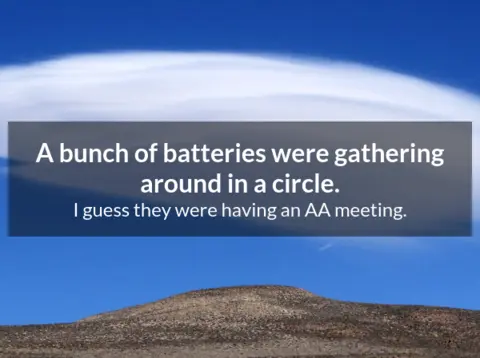 A bunch of batteries were gathering
around in a circle.
I guess they were having an AA meeting.